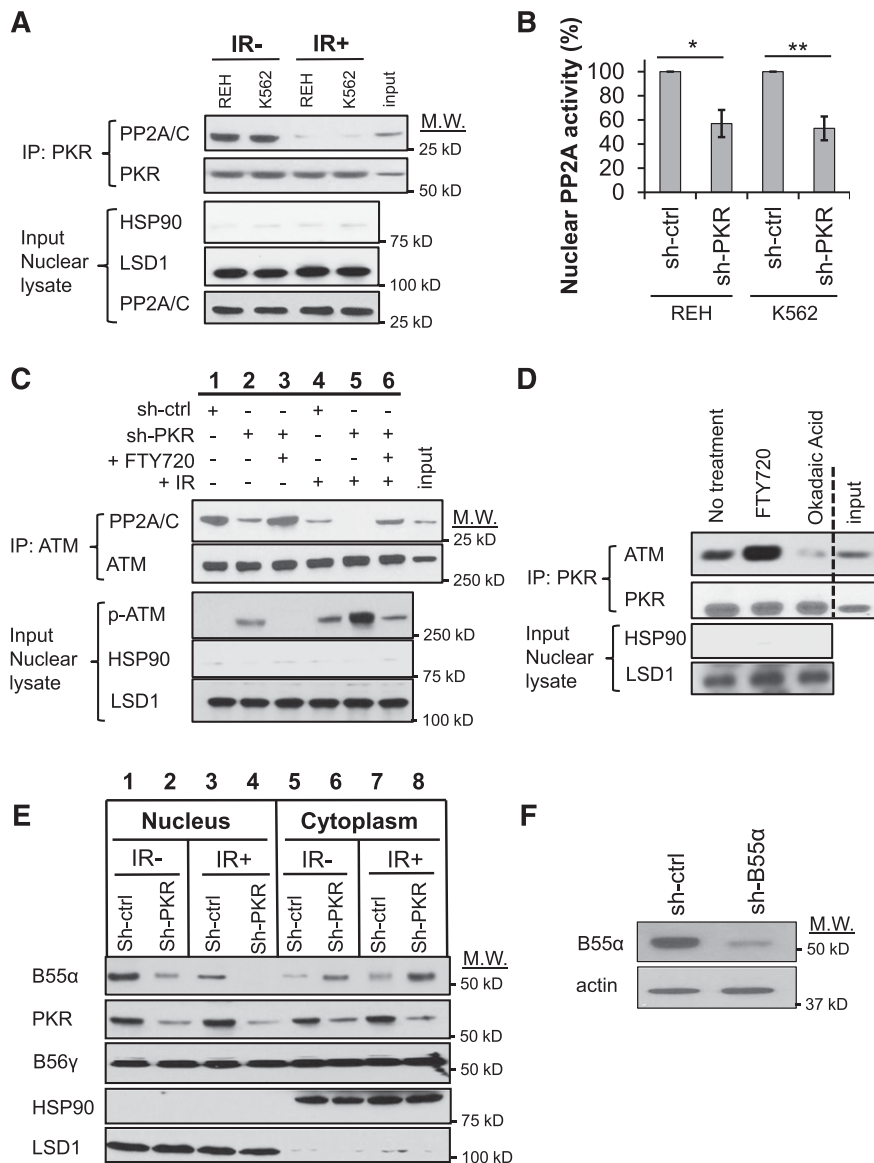 A
IR- IR+
REH K562 REH K562 input
M.W.
IP: PKR
PP2A/C
25 kD
PKR
50 kD
Input Nuclear lysate
HSP90
75 kD
LSD1
100 kD
PP2A/C
25 kD
B
Nuclear PP2A activity (%)
* **
100
80
60
40
20
0
sh-ctrl sh-PKR sh-ctrl sh-PKR
REH K562
C
1 2 3 4 5 6
sh-ctrl + - - + - -
sh-PKR - + + - + +
+ FTY720 - - + - - +
+ IR - - - + + +
input
M.W.
IP: ATM
PP2A/C
25 kD
ATM
250 kD
Input Nuclear lysate
p-ATM
250 kD
HSP90
75 kD
LSD1
100 kD
D
No treatment FTY720 Okadaic Acid input
IP: PKR
ATM
PKR
Input Nuclear lysate
HSP90
LSD1
E
1 2 3 4 5 6 7 8
Nucleus Cytoplasm
IR- IR+ IR- IR+
Sh-ctrl Sh-PKR Sh-ctrl Sh-PKR Sh-ctrl Sh-PKR Sh-ctrl Sh-PKR
M.W.
B55α
50 kD
PKR
50 kD
B56γ
50 kD
HSP90
75 kD
LSD1
100 kD
F
sh-ctrl sh-B55α
M.W.
B55α
50 kD
actin
37 kD